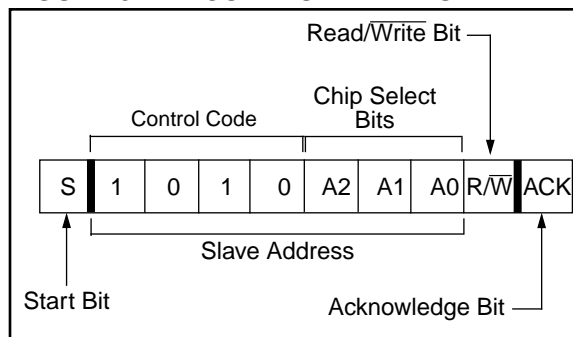 Read/Write Bit
Chip Select
Bits
Control Code
S 1 0 1 0 A2 A1 A0 R/W ACK
Slave Address
Start Bit
Acknowledge Bit